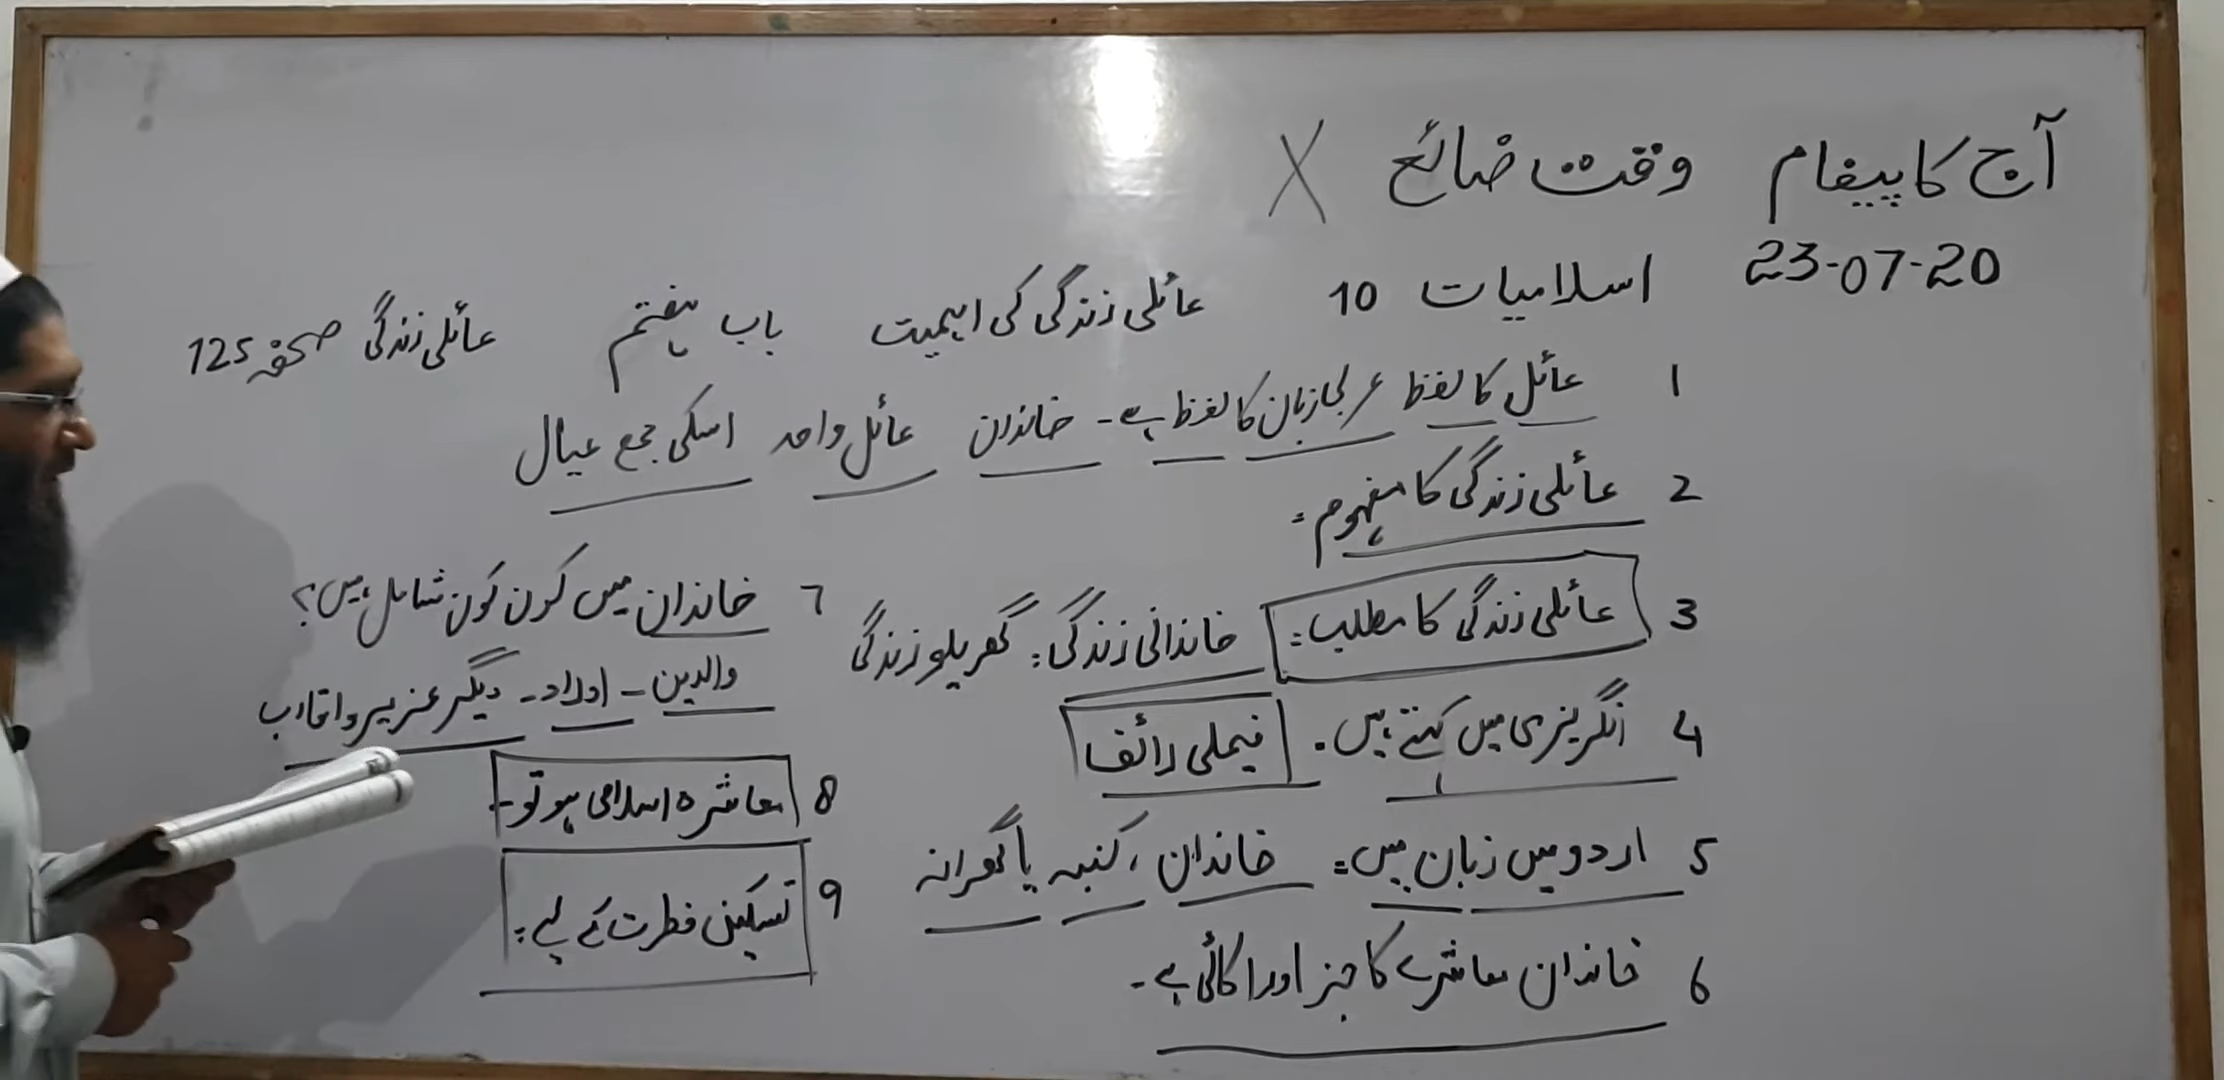 آج کا پیغام وقت ضائع X
23-07-20
اسلامیات 10 عائلی زندگی کی اہمیت باب ہفتم عائلی زندگی صحفہ 125
1 عائل کا لفظ عربی زبان کا لفظ ہے - خاندان عائل واحد اسکی جمع عیال
2 عائلی زندگی کا مفہوم:
3 عائلی زندگی کا مطلب: خاندانی زندگی: گھریلو زندگی
4 انگریزی میں کہتے ہیں. فیملی لائف
5 اردو میں زبان میں: خاندان، کنبہ یا گھرانہ
6 خاندان معاشرے کا جز اور اکائی ہے-
7 خاندان میں کون کون شامل ہیں؟
والدین - اولاد - دیگر عزیر و اقارب
8 معاشرہ اسلامی ہو تو-
9 تسکین فطرت کے لیے: